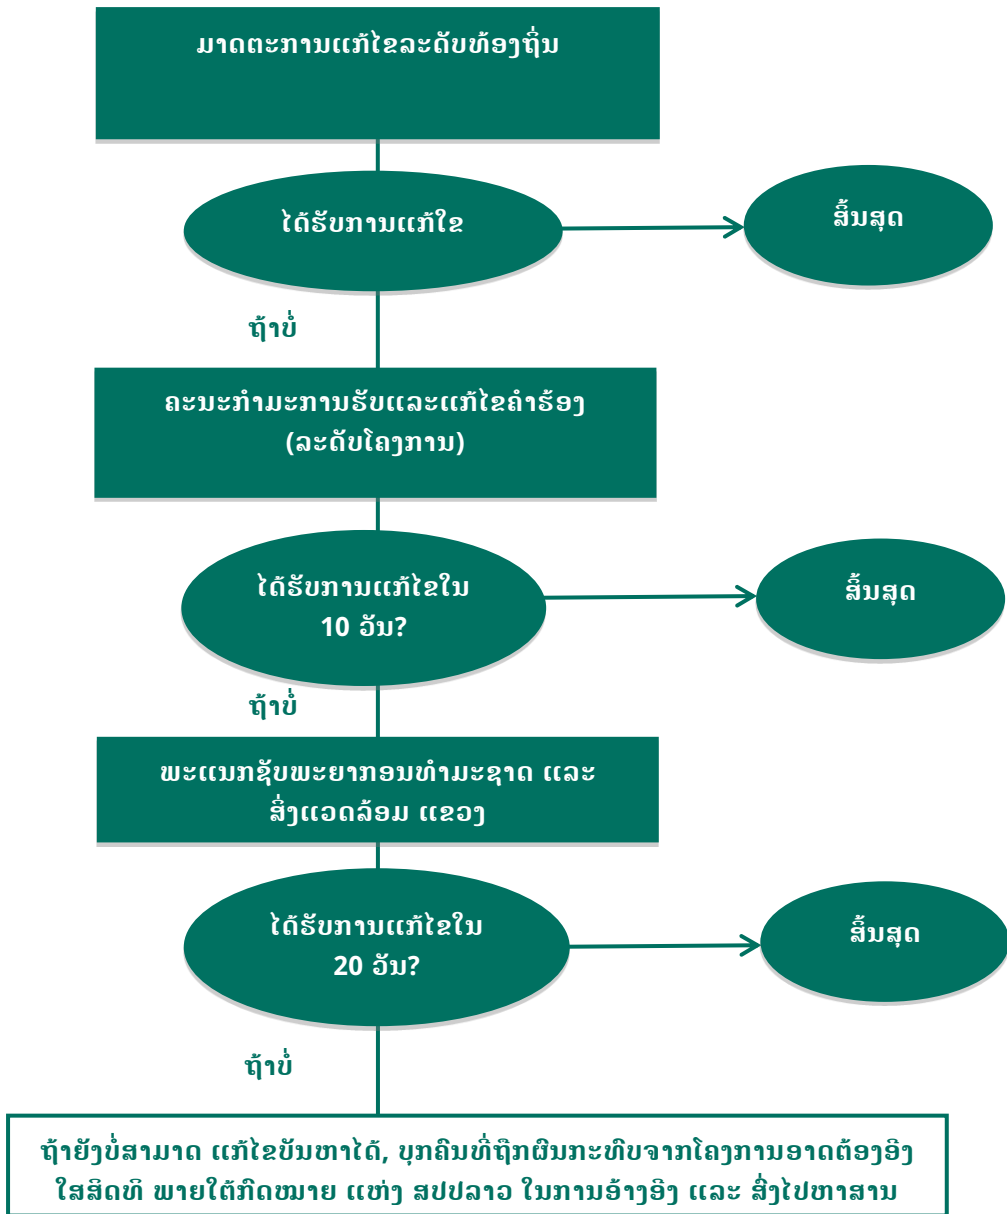 ມາດຕະການແກ້ໄຂລະດັບທ້ອງຖິ່ນ
ໄດ້ຮັບການແກ້ໃຂ
ສິ້ນສຸດ
ຖ້າບໍ່
ຄະນະກຳມະການຮັບແລະແກ້ໄຂຄຳຮ້ອງ
(ລະດັບໂຄງການ)
ໄດ້ຮັບການແກ້ໄຂໃນ
10 ວັນ?
ສິ້ນສຸດ
ຖ້າບໍ່
ພະແນກຊັບພະຍາກອນທຳມະຊາດ ແລະ
ສິ່ງແວດລ້ອມ ແຂວງ
ໄດ້ຮັບການແກ້ໄຂໃນ
20 ວັນ?
ສິ້ນສຸດ
ຖ້າບໍ່
ຖ້າຍັງບໍ່ສາມາດ ແກ້ໄຂບັນຫາໄດ້, ບຸກຄົນທີ່ຖືກຜົນກະທົບຈາກໂຄງການອາດຕ້ອງອີງ
ໃສສິດທິ ພາຍໃຕ້ກົດໝາຍ ແຫ່ງ ສປປລາວ ໃນການອ້າງອີງ ແລະ ສົ່ງໄປຫາສານ